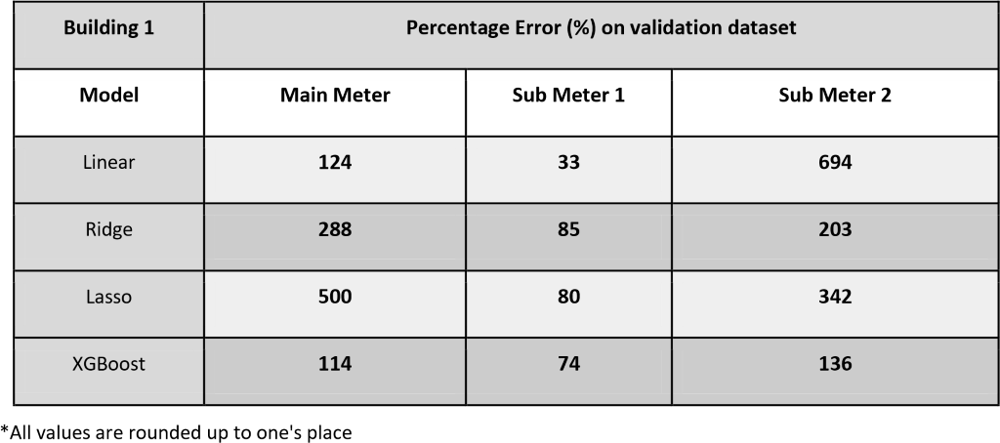 Building 1 Percentage Error (%) on validation dataset
Model Main Meter Sub Meter 1 Sub Meter 2
Linear 124 33 694
Ridge 288 85 203
Lasso 500 80 342
XGBoost 114 74 136
*All values are rounded up to one's place